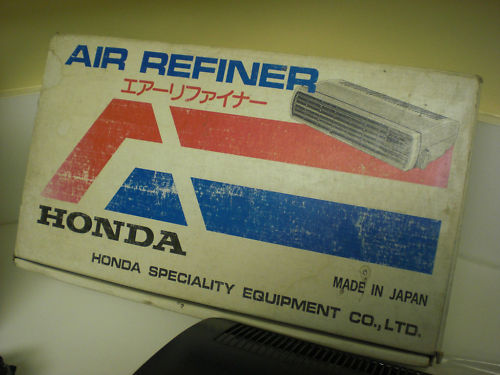 AIR REFINER
エアーリファイナー
HONDA
HONDA SPECIALITY EQUIPMENT CO., LTD.
MADE IN JAPAN